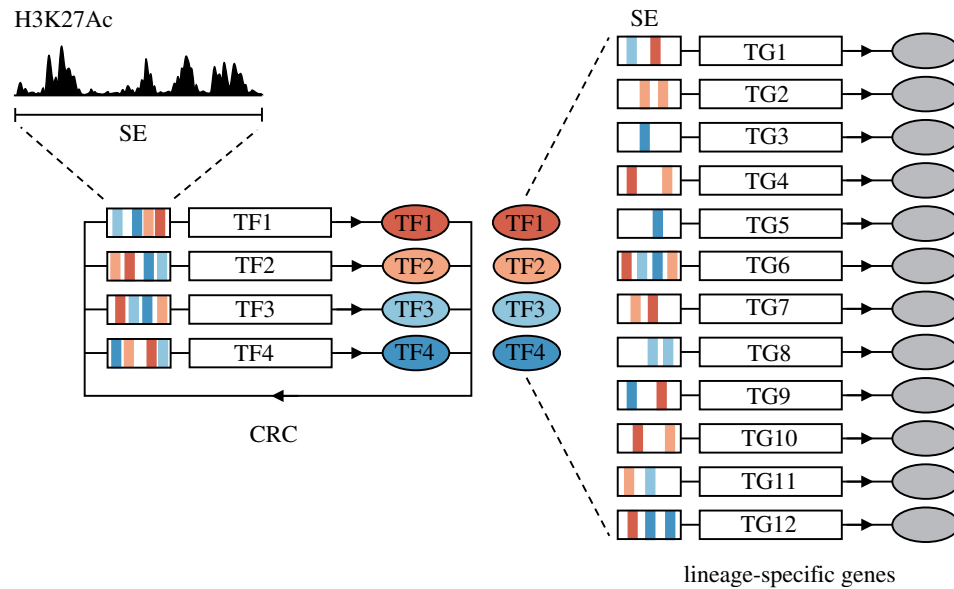 H3K27Ac
SE
TF1 TF1
TF2 TF2
TF3 TF3
TF4 TF4
CRC
TF1
TF2
TF3
TF4
SE
TG1
TG2
TG3
TG4
TG5
TG6
TG7
TG8
TG9
TG10
TG11
TG12
lineage-specific genes